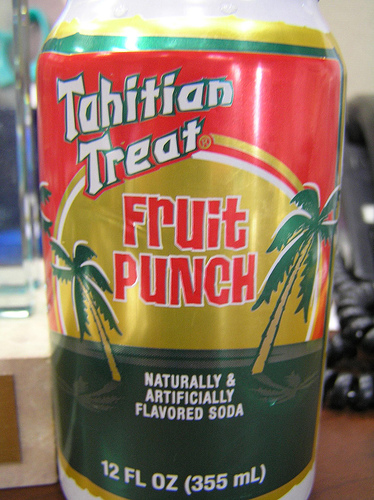 Tahitian
Treat®
Fruit
PUNCH
NATURALLY &
ARTIFICIALLY
FLAVORED SODA
12 FL OZ (355 mL)